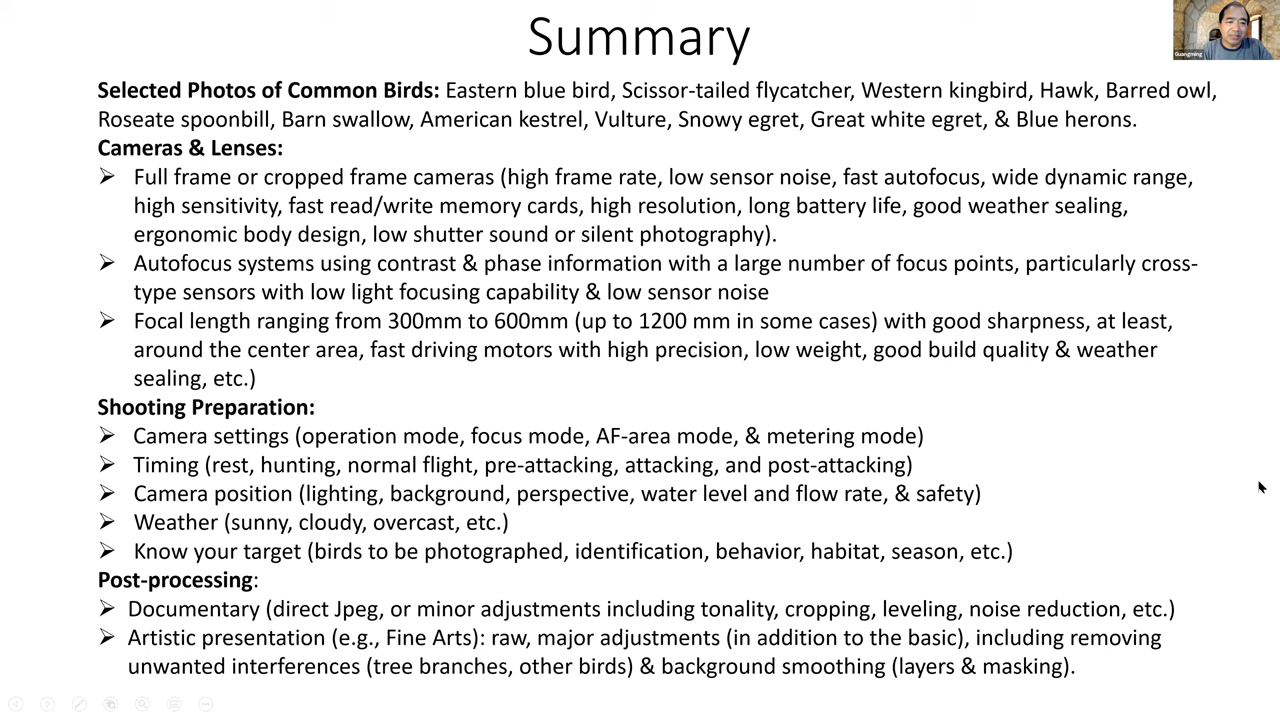 Summary
Guangming
Selected Photos of Common Birds: Eastern blue bird, Scissor-tailed flycatcher, Western kingbird, Hawk, Barred owl,
Roseate spoonbill, Barn swallow, American kestrel, Vulture, Snowy egret, Great white egret, & Blue herons.
Cameras & Lenses:
➢ Full frame or cropped frame cameras (high frame rate, low sensor noise, fast autofocus, wide dynamic range,
high sensitivity, fast read/write memory cards, high resolution, long battery life, good weather sealing,
ergonomic body design, low shutter sound or silent photography).
➢ Autofocus systems using contrast & phase information with a large number of focus points, particularly cross-
type sensors with low light focusing capability & low sensor noise
➢ Focal length ranging from 300mm to 600mm (up to 1200 mm in some cases) with good sharpness, at least,
around the center area, fast driving motors with high precision, low weight, good build quality & weather
sealing, etc.)
Shooting Preparation:
➢ Camera settings (operation mode, focus mode, AF-area mode, & metering mode)
➢ Timing (rest, hunting, normal flight, pre-attacking, attacking, and post-attacking)
➢ Camera position (lighting, background, perspective, water level and flow rate, & safety)
➢ Weather (sunny, cloudy, overcast, etc.)
➢ Know your target (birds to be photographed, identification, behavior, habitat, season, etc.)
Post-processing:
➢ Documentary (direct Jpeg, or minor adjustments including tonality, cropping, leveling, noise reduction, etc.)
➢ Artistic presentation (e.g., Fine Arts): raw, major adjustments (in addition to the basic), including removing
unwanted interferences (tree branches, other birds) & background smoothing (layers & masking).